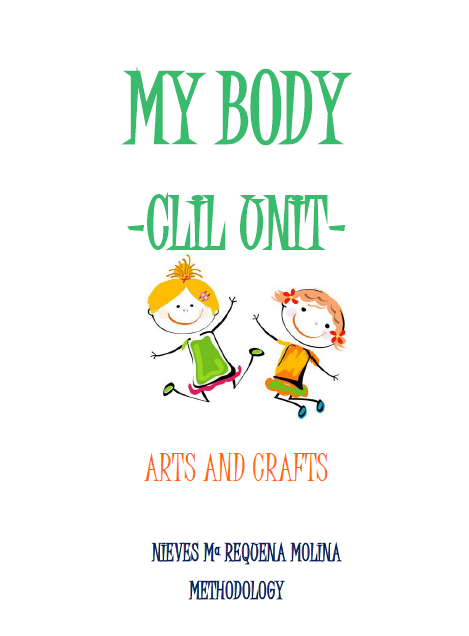 MY BODY
-CLIL UNIT-
ARTS AND CRAFTS
NIEVES Mª REQUENA MOLINA
METHODOLOGY